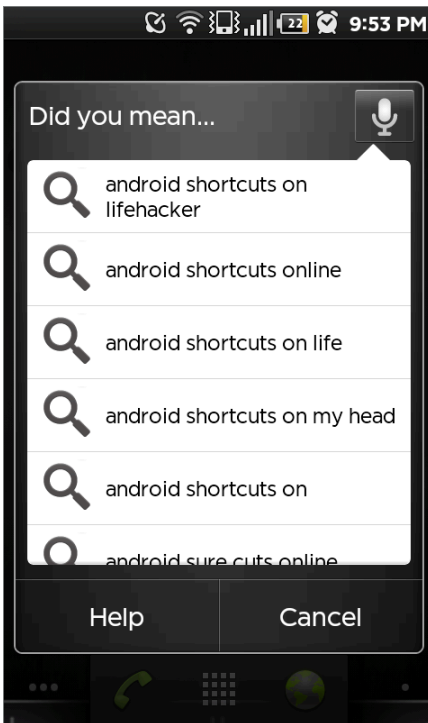 22 9:53 PM
Did you mean...
android shortcuts on
lifehacker
android shortcuts online
android shortcuts on life
android shortcuts on my head
android shortcuts on
android sure cuts online
Help Cancel